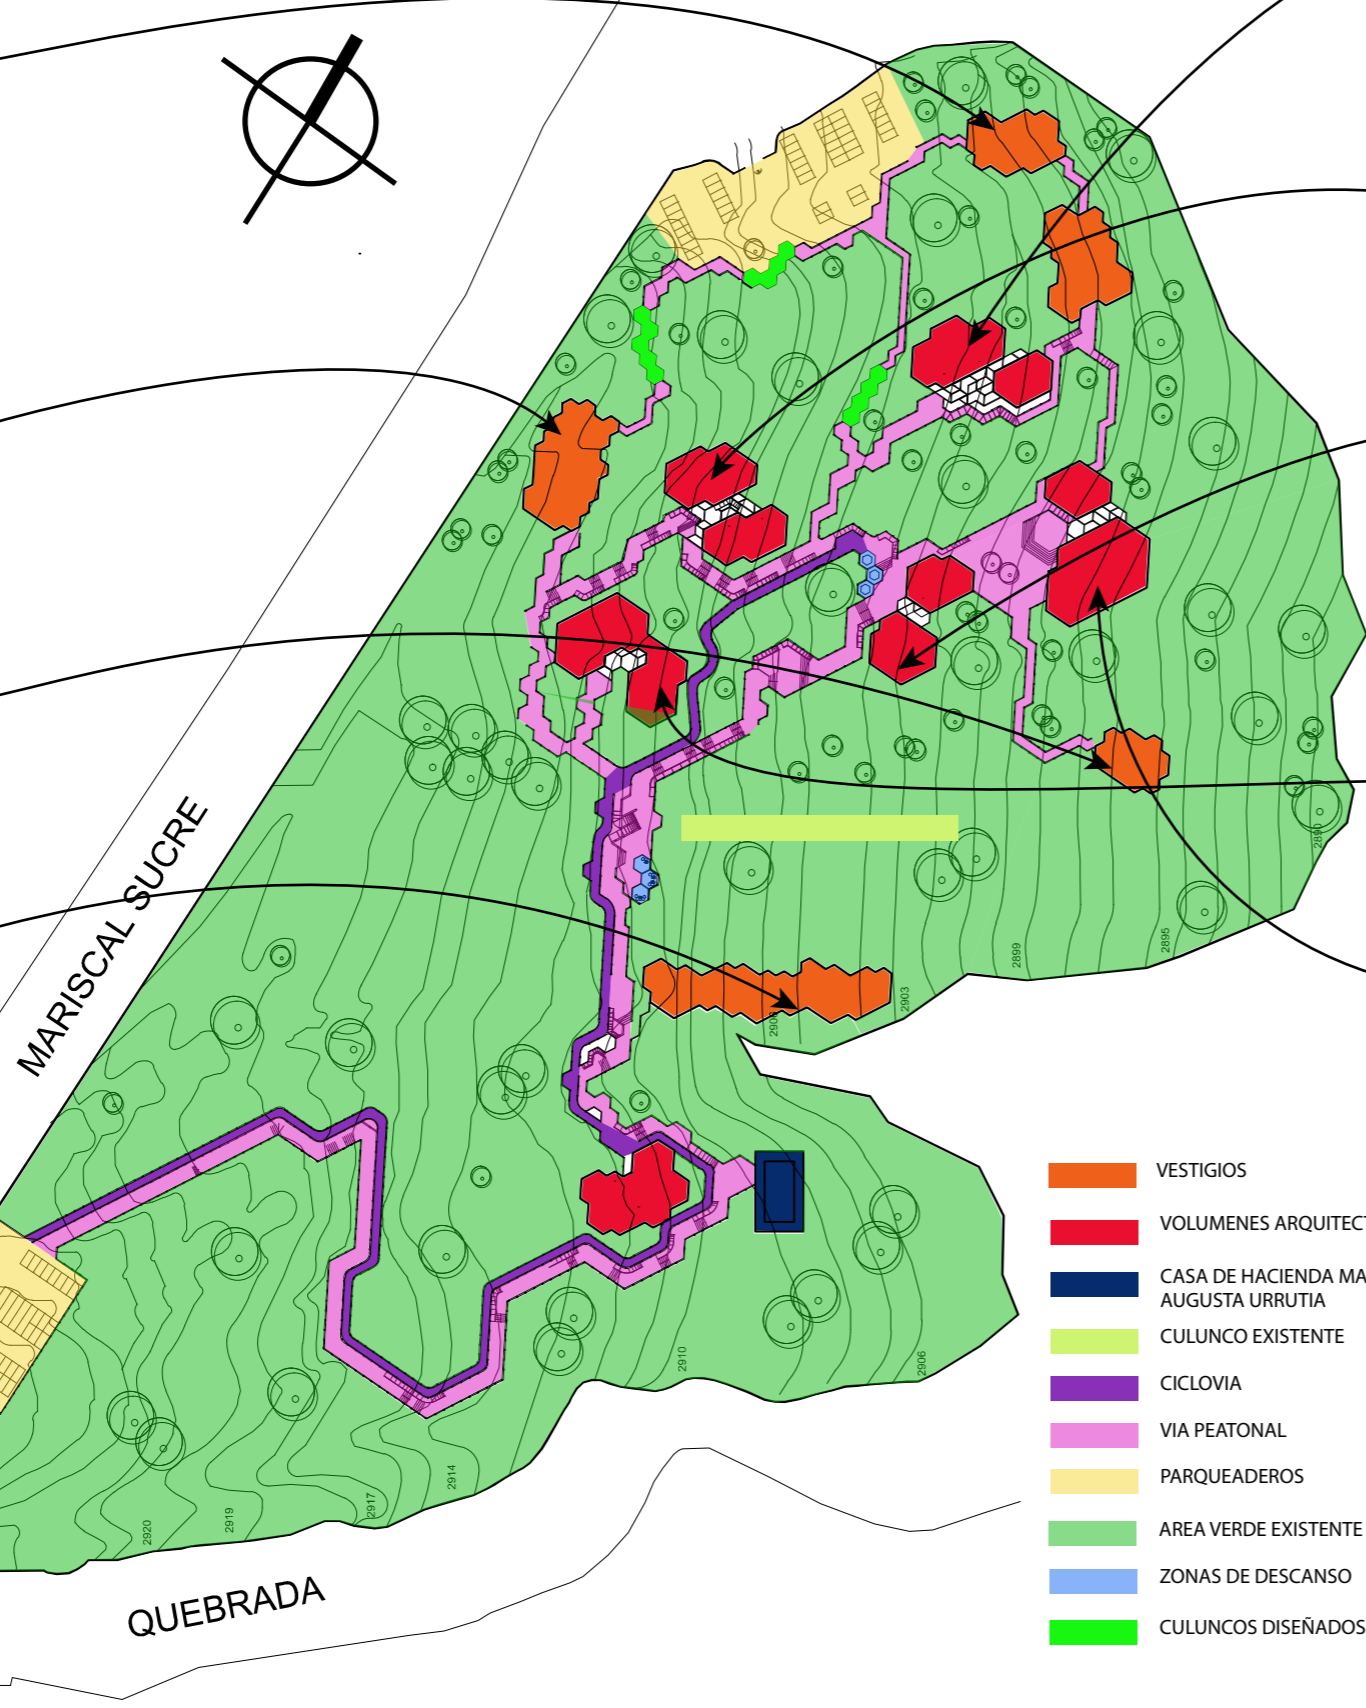 MARISCAL SUCRE
2895
2899
2903
VESTIGIOS
VOLUMENES ARQUITECT
CASA DE HACIENDA MA
AUGUSTA URRUTIA
CULUNCO EXISTENTE
2910
2906
CICLOVIA
VIA PEATONAL
PARQUEADEROS
2914
2917
2919
2920
AREA VERDE EXISTENTE
ZONAS DE DESCANSO
QUEBRADA
CULUNCOS DISEÑADOS